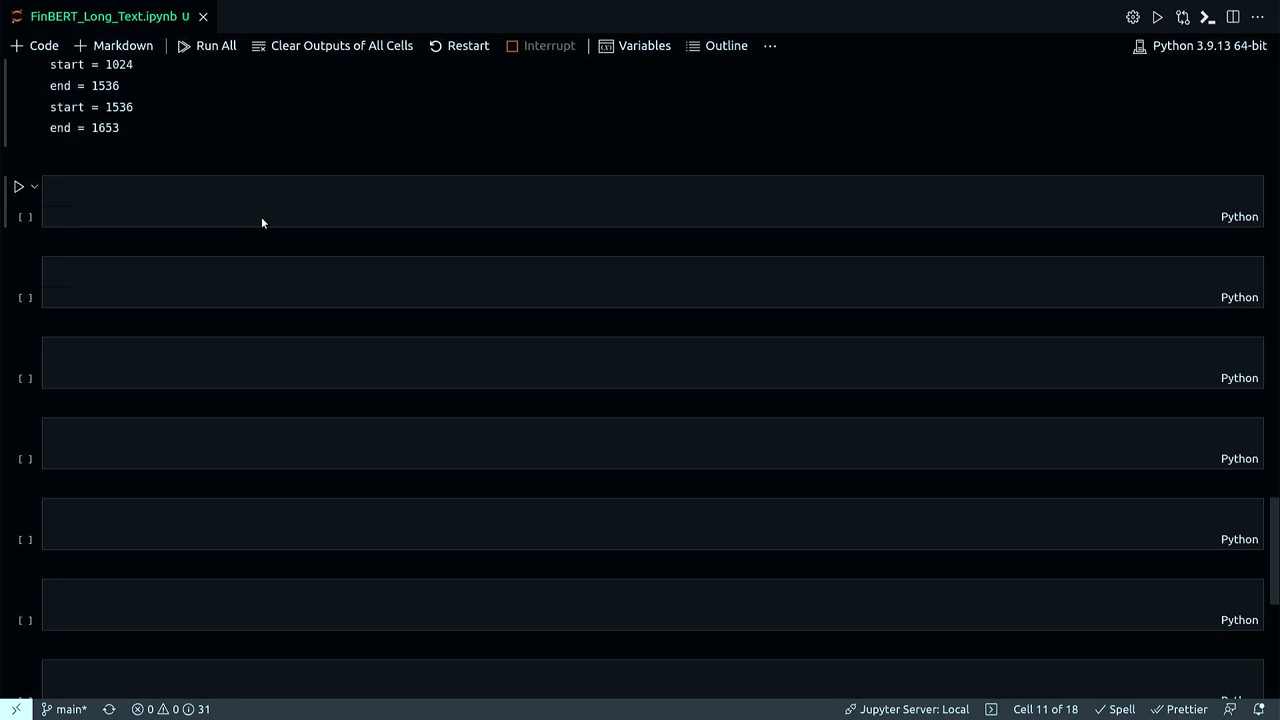 FinBERT_Long_Text.ipynb U
Code Markdown Run All Clear Outputs of All Cells Restart Interrupt Variables Outline ... Python 3.9.13 64-bit
start = 1024
end = 1536
start = 1536
end = 1653
[ ] Python
[ ] Python
[ ] Python
[ ] Python
[ ] Python
[ ] Python
main* 0 0 31 Jupyter Server: Local Cell 11 of 18 Spell Prettier